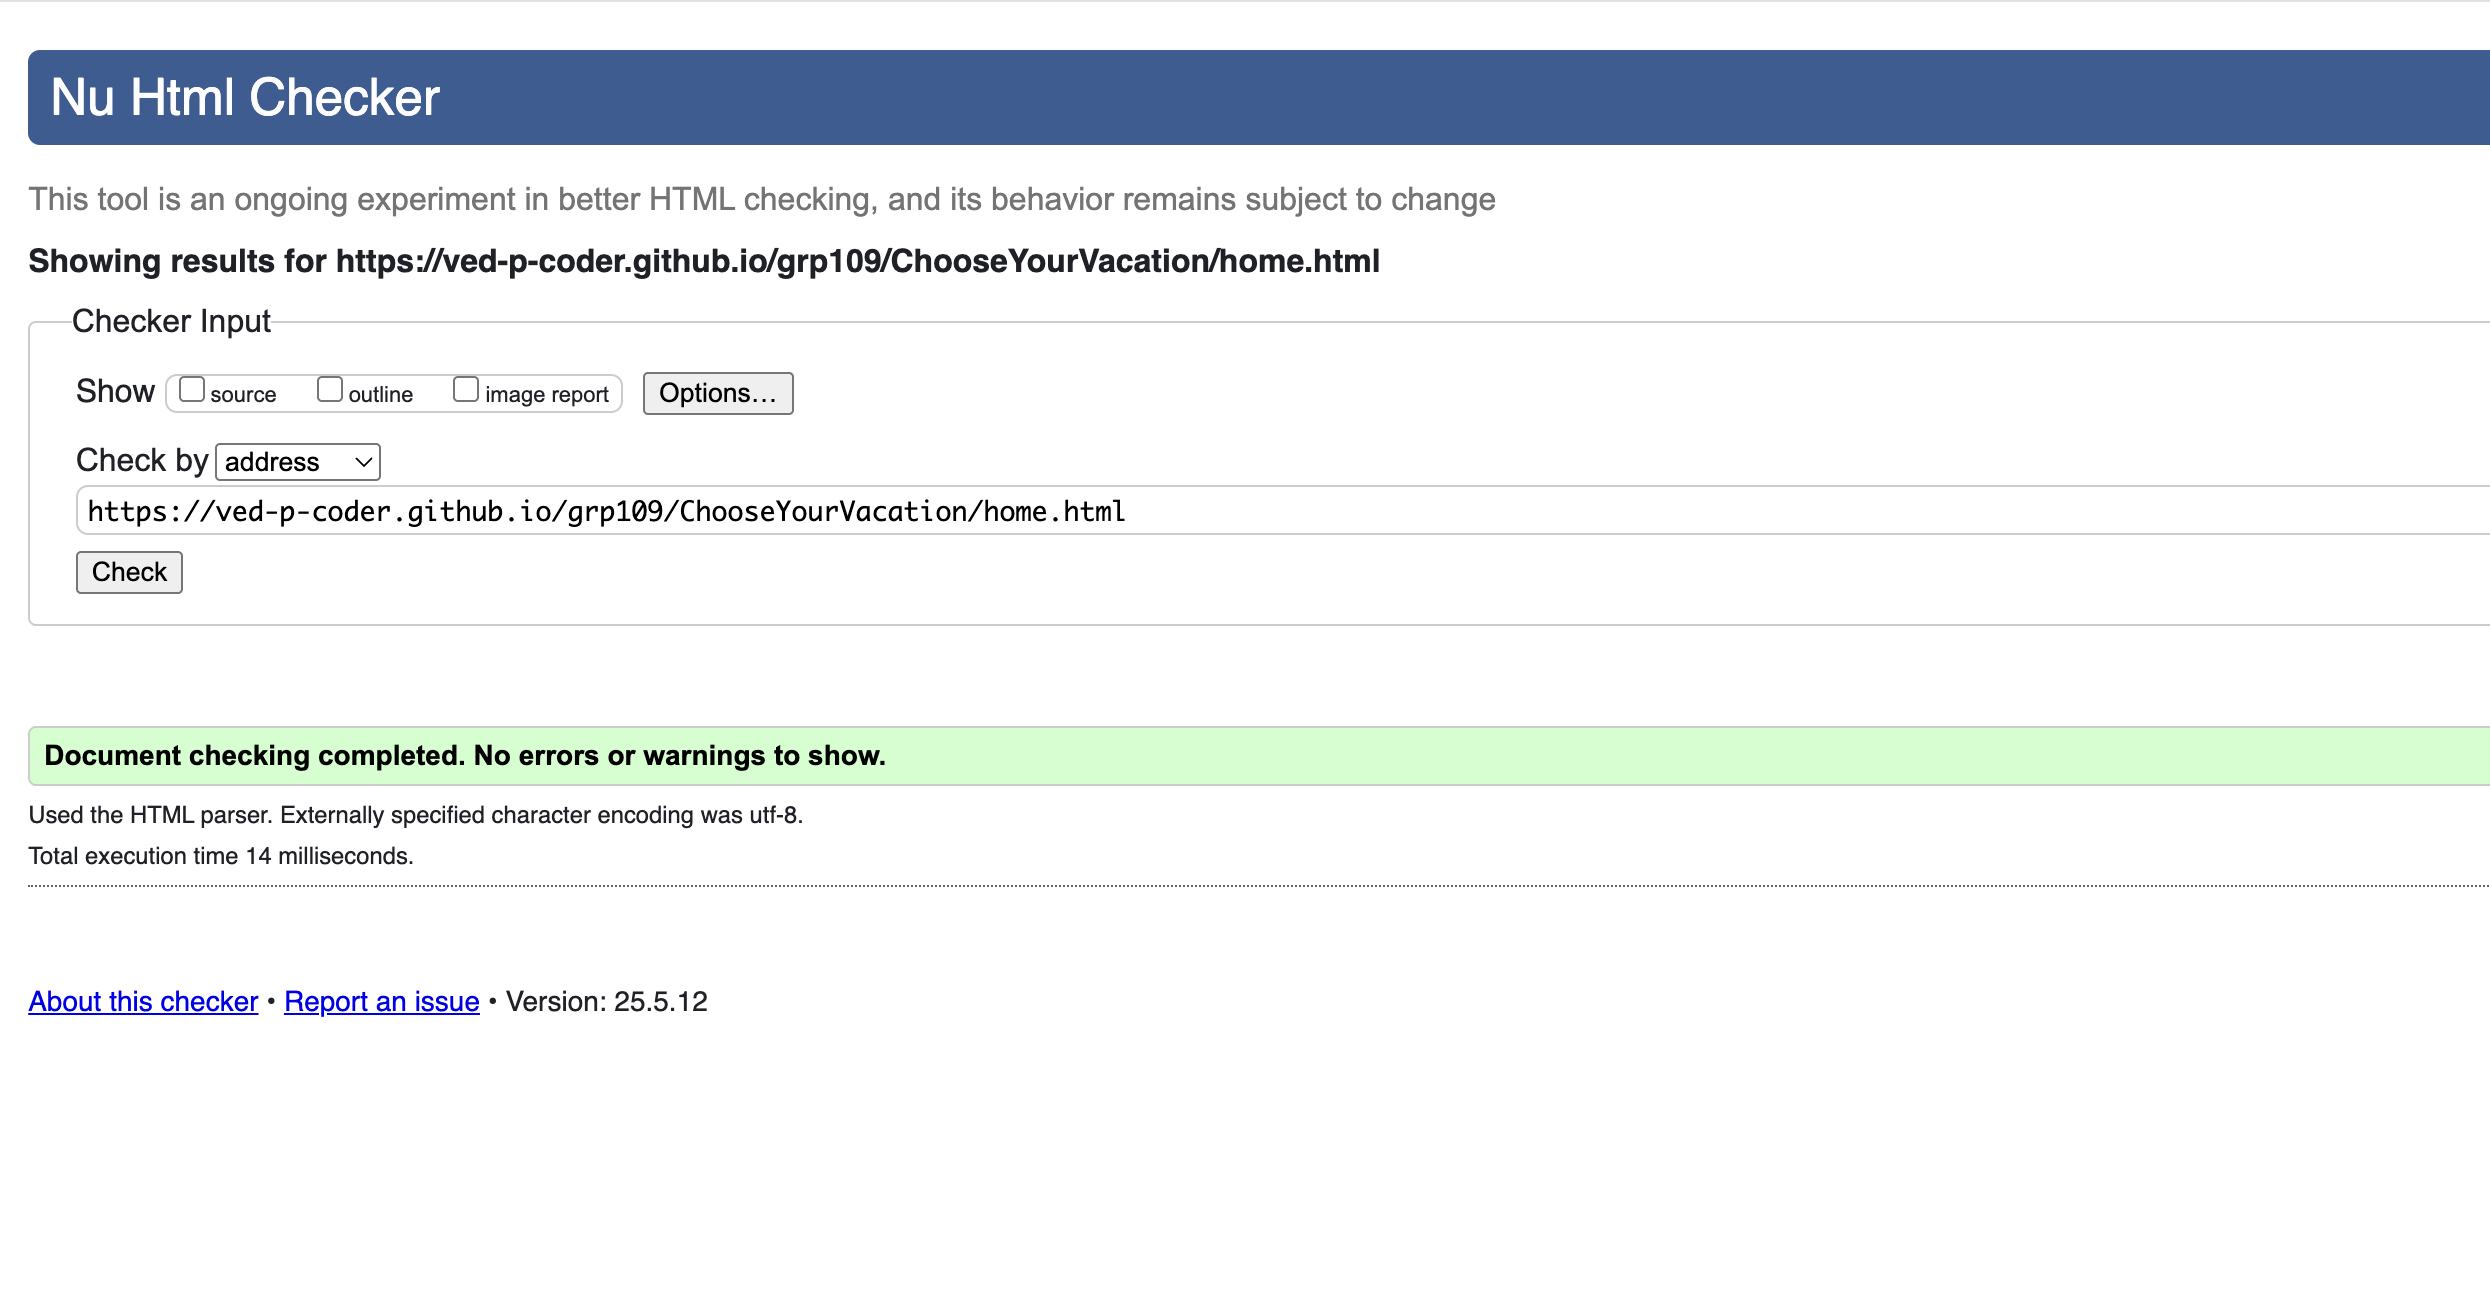 Nu Html Checker
This tool is an ongoing experiment in better HTML checking, and its behavior remains subject to change
Showing results for https://ved-p-coder.github.io/grp109/ChooseYourVacation/home.html
Checker Input
Show source outline image report Options…
Check by address
https://ved-p-coder.github.io/grp109/ChooseYourVacation/home.html
Check
Document checking completed. No errors or warnings to show.
Used the HTML parser. Externally specified character encoding was utf-8.
Total execution time 14 milliseconds.
About this checker • Report an issue • Version: 25.5.12